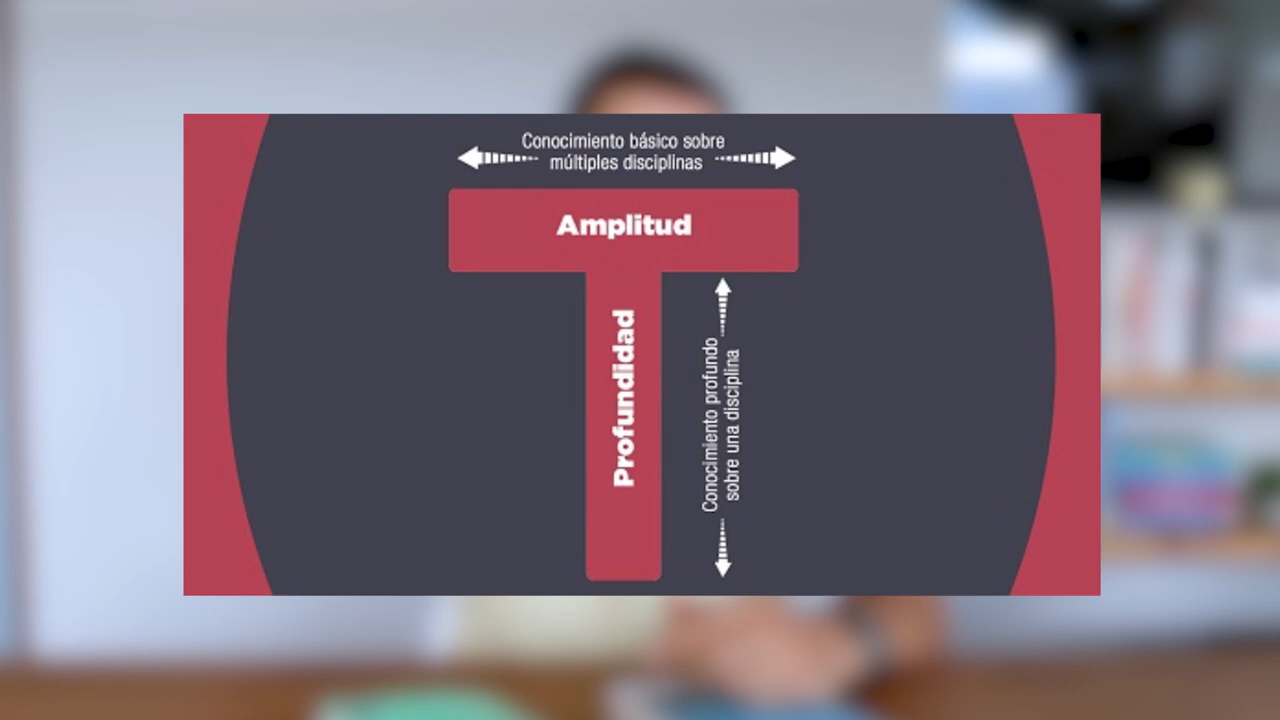 Conocimiento básico sobre
múltiples disciplinas
Amplitud
Profundidad
Conocimiento profundo
sobre una disciplina